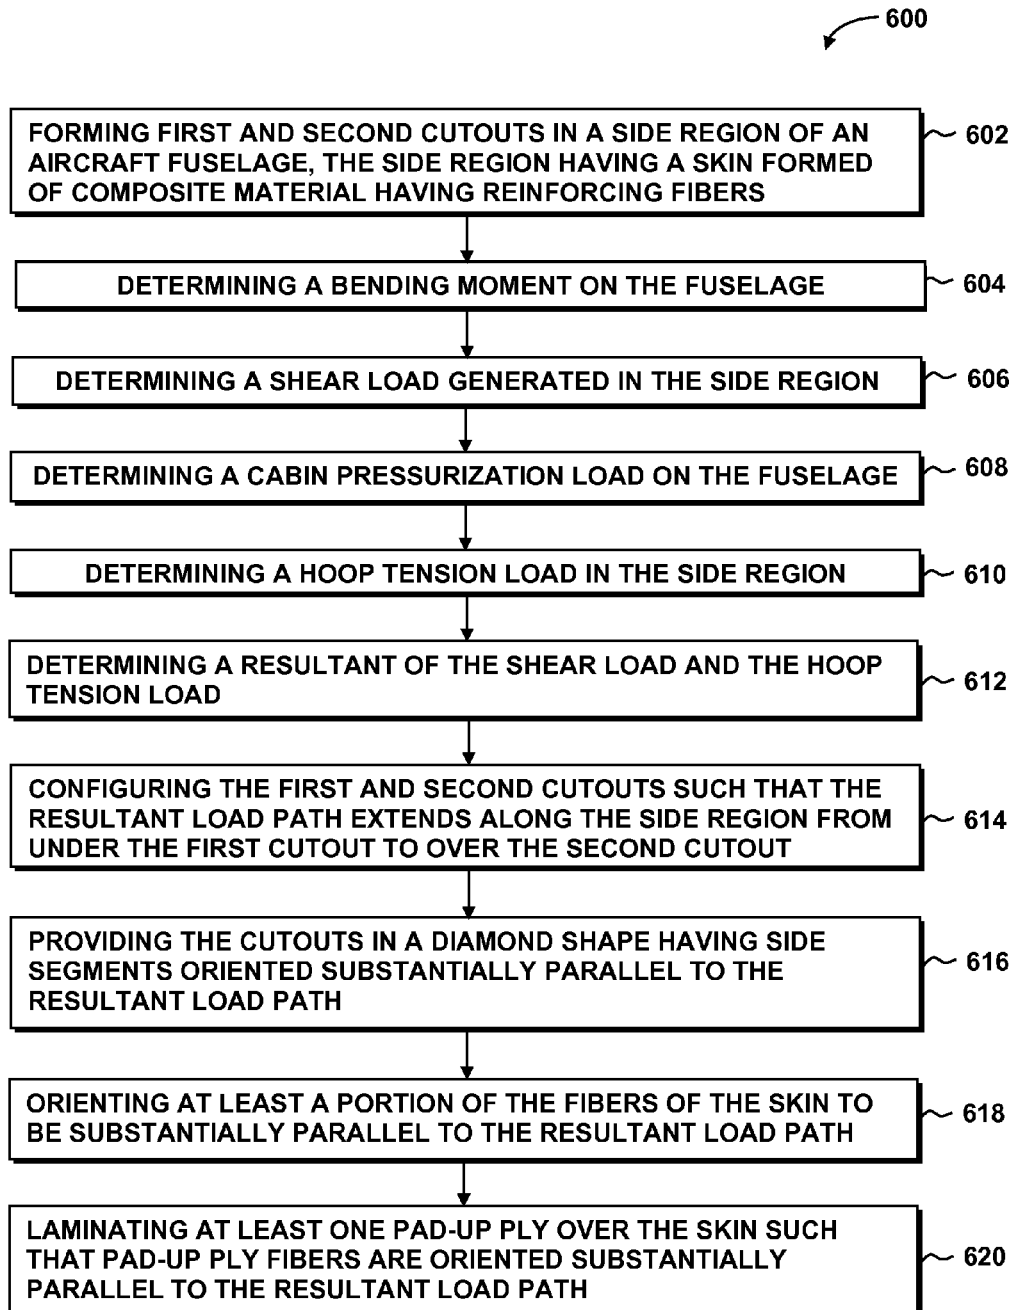 600
FORMING FIRST AND SECOND CUTOUTS IN A SIDE REGION OF AN
AIRCRAFT FUSELAGE, THE SIDE REGION HAVING A SKIN FORMED
OF COMPOSITE MATERIAL HAVING REINFORCING FIBERS
602
DETERMINING A BENDING MOMENT ON THE FUSELAGE
604
DETERMINING A SHEAR LOAD GENERATED IN THE SIDE REGION
606
DETERMINING A CABIN PRESSURIZATION LOAD ON THE FUSELAGE
608
DETERMINING A HOOP TENSION LOAD IN THE SIDE REGION
610
DETERMINING A RESULTANT OF THE SHEAR LOAD AND THE HOOP
TENSION LOAD
612
CONFIGURING THE FIRST AND SECOND CUTOUTS SUCH THAT THE
RESULTANT LOAD PATH EXTENDS ALONG THE SIDE REGION FROM
UNDER THE FIRST CUTOUT TO OVER THE SECOND CUTOUT
614
PROVIDING THE CUTOUTS IN A DIAMOND SHAPE HAVING SIDE
SEGMENTS ORIENTED SUBSTANTIALLY PARALLEL TO THE
RESULTANT LOAD PATH
616
ORIENTING AT LEAST A PORTION OF THE FIBERS OF THE SKIN TO
BE SUBSTANTIALLY PARALLEL TO THE RESULTANT LOAD PATH
618
LAMINATING AT LEAST ONE PAD-UP PLY OVER THE SKIN SUCH
THAT PAD-UP PLY FIBERS ARE ORIENTED SUBSTANTIALLY
PARALLEL TO THE RESULTANT LOAD PATH
620